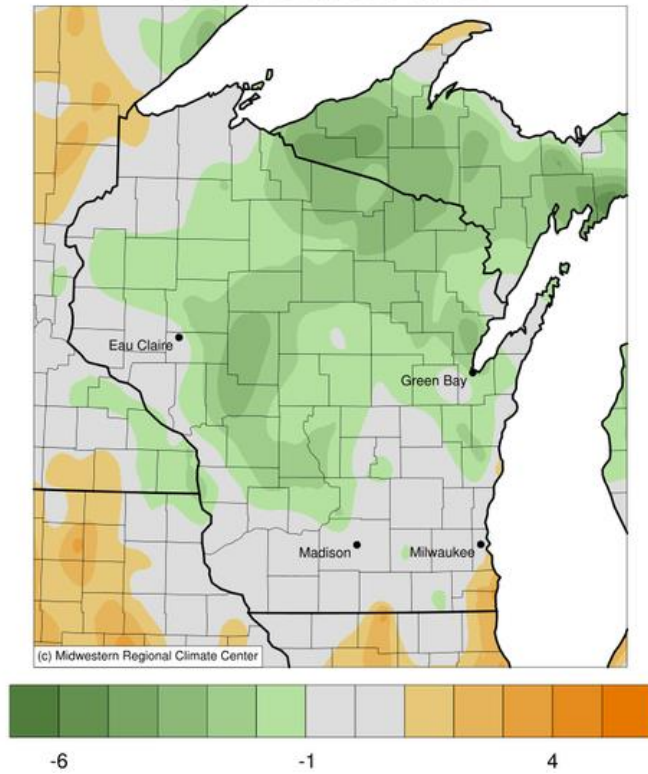 Eau Claire
Green Bay
Madison
Milwaukee
(c) Midwestern Regional Climate Center
-6
-1
4